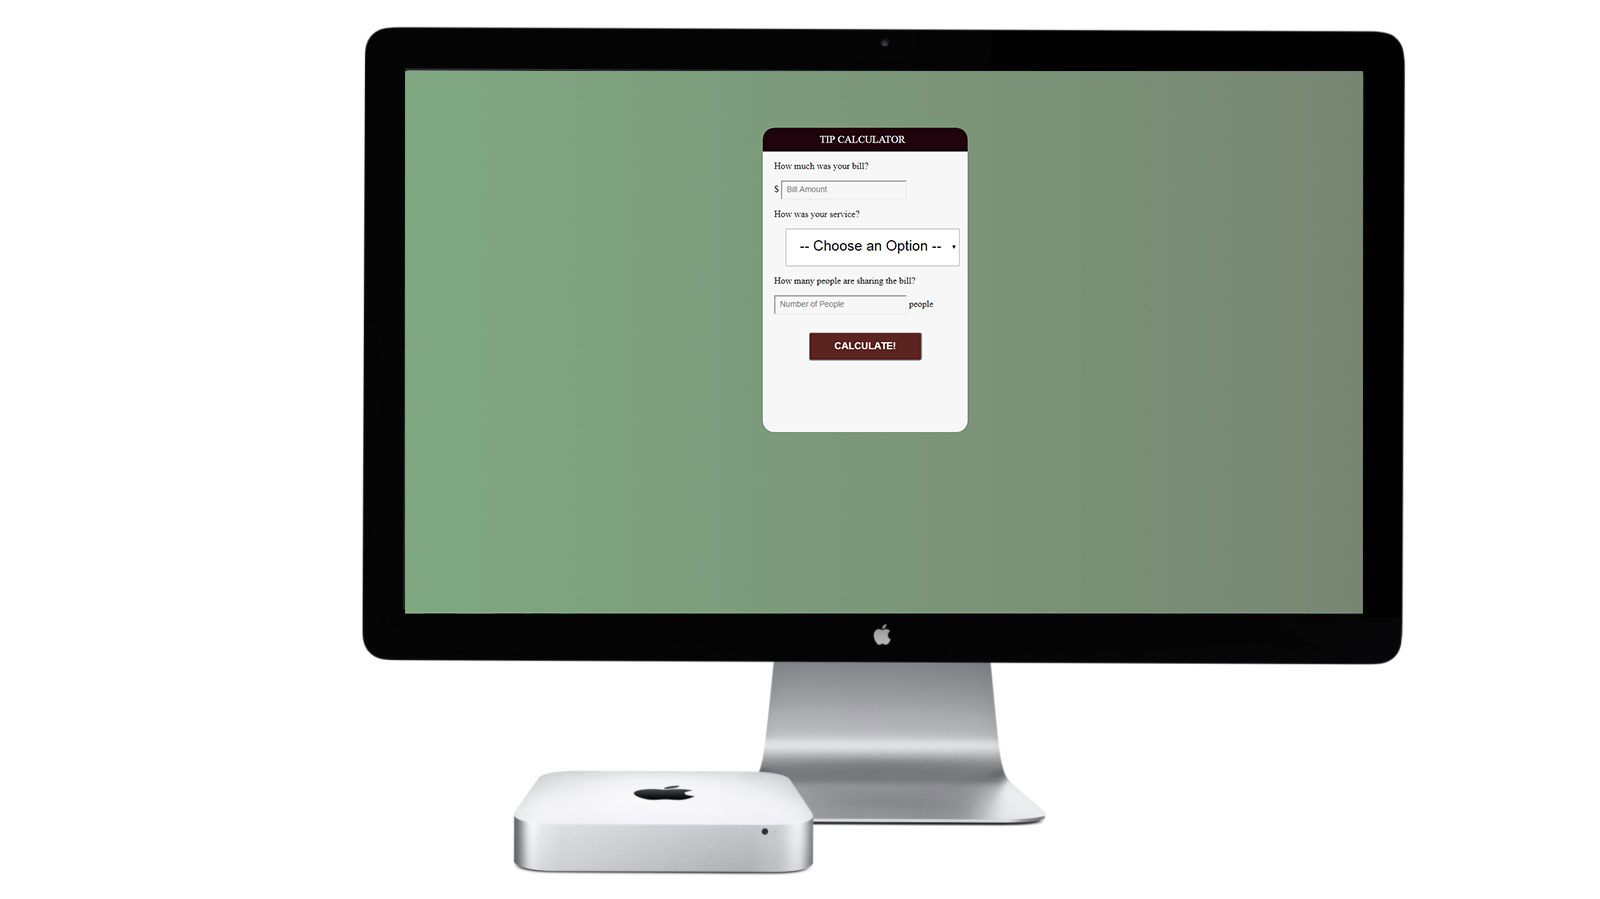 TIP CALCULATOR
How much was your bill?
$ Bill Amount
How was your service?
-- Choose an Option --
How many people are sharing the bill?
Number of People people
CALCULATE!